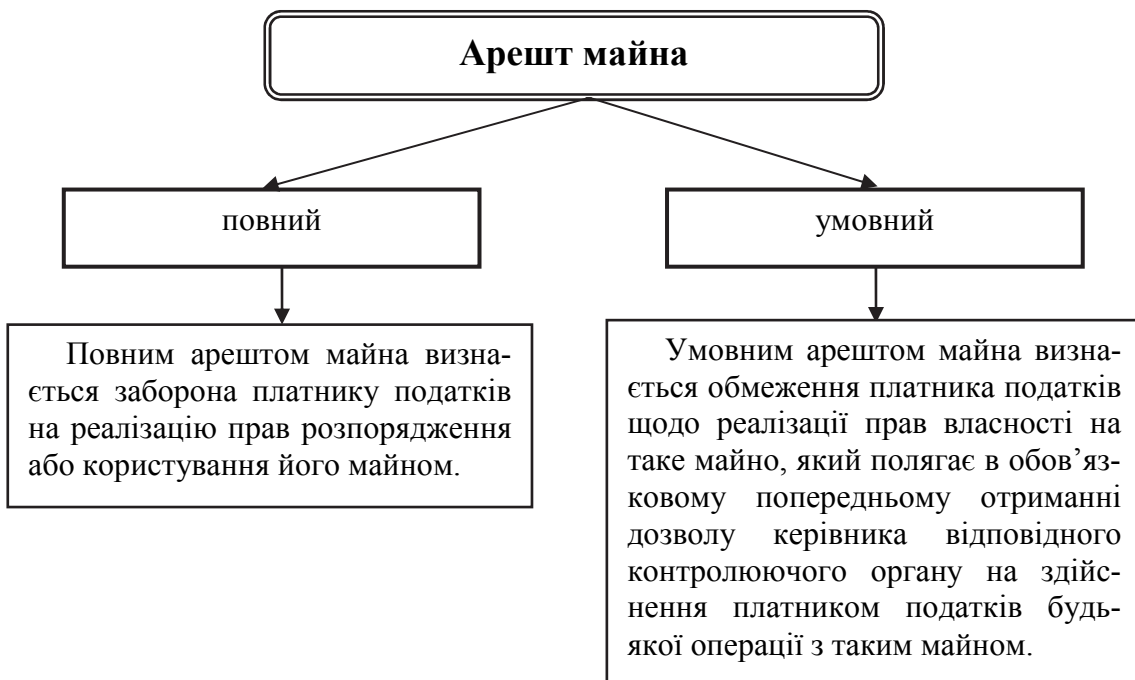 Арешт майна
повний
умовний
Повним арештом майна визна-
ється заборона платнику податків
на реалізацію прав розпорядження
або користування його майном.
Умовним арештом майна визна-
ється обмеження платника податків
щодо реалізації прав власності на
таке майно, який полягає в обов’яз-
ковому попередньому отриманні
дозволу керівника відповідного
контролюючого органу на здійс-
нення платником податків будь-
якої операції з таким майном.